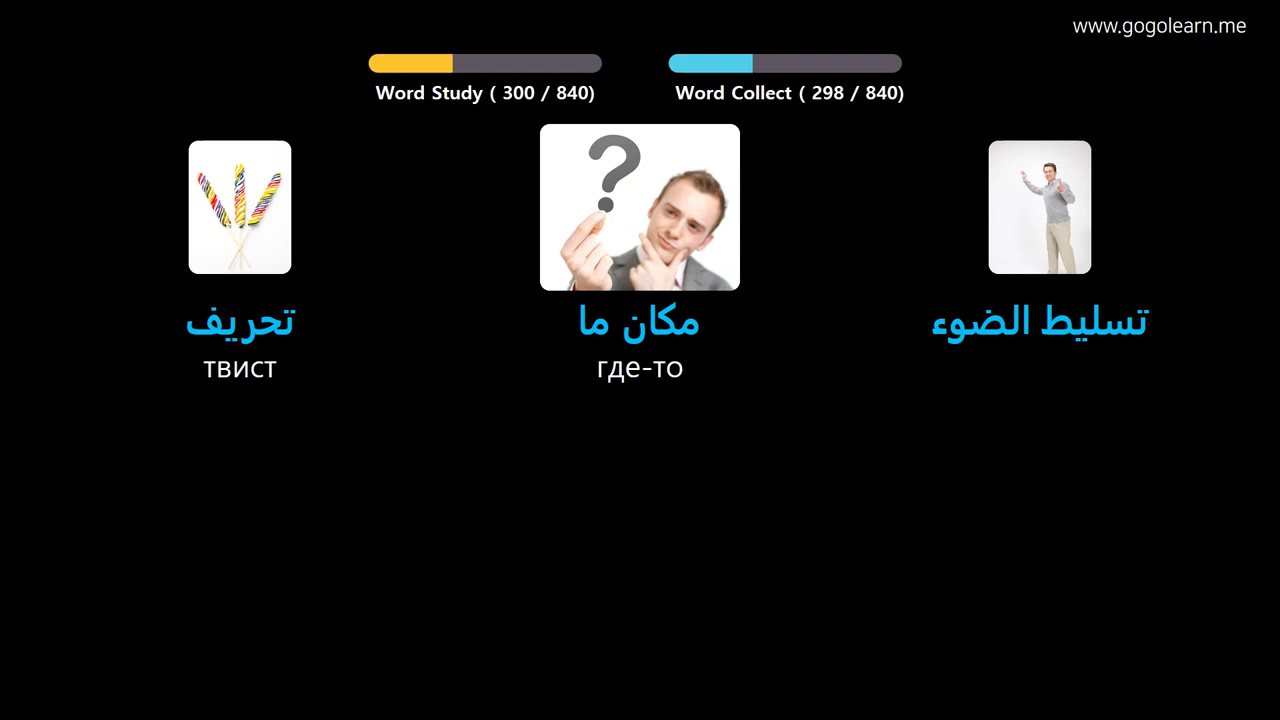 www.gogolearn.me
Word Study ( 300 / 840)
Word Collect ( 298 / 840)
تحريف
твист
مكان ما
где-то
تسليط الضوء